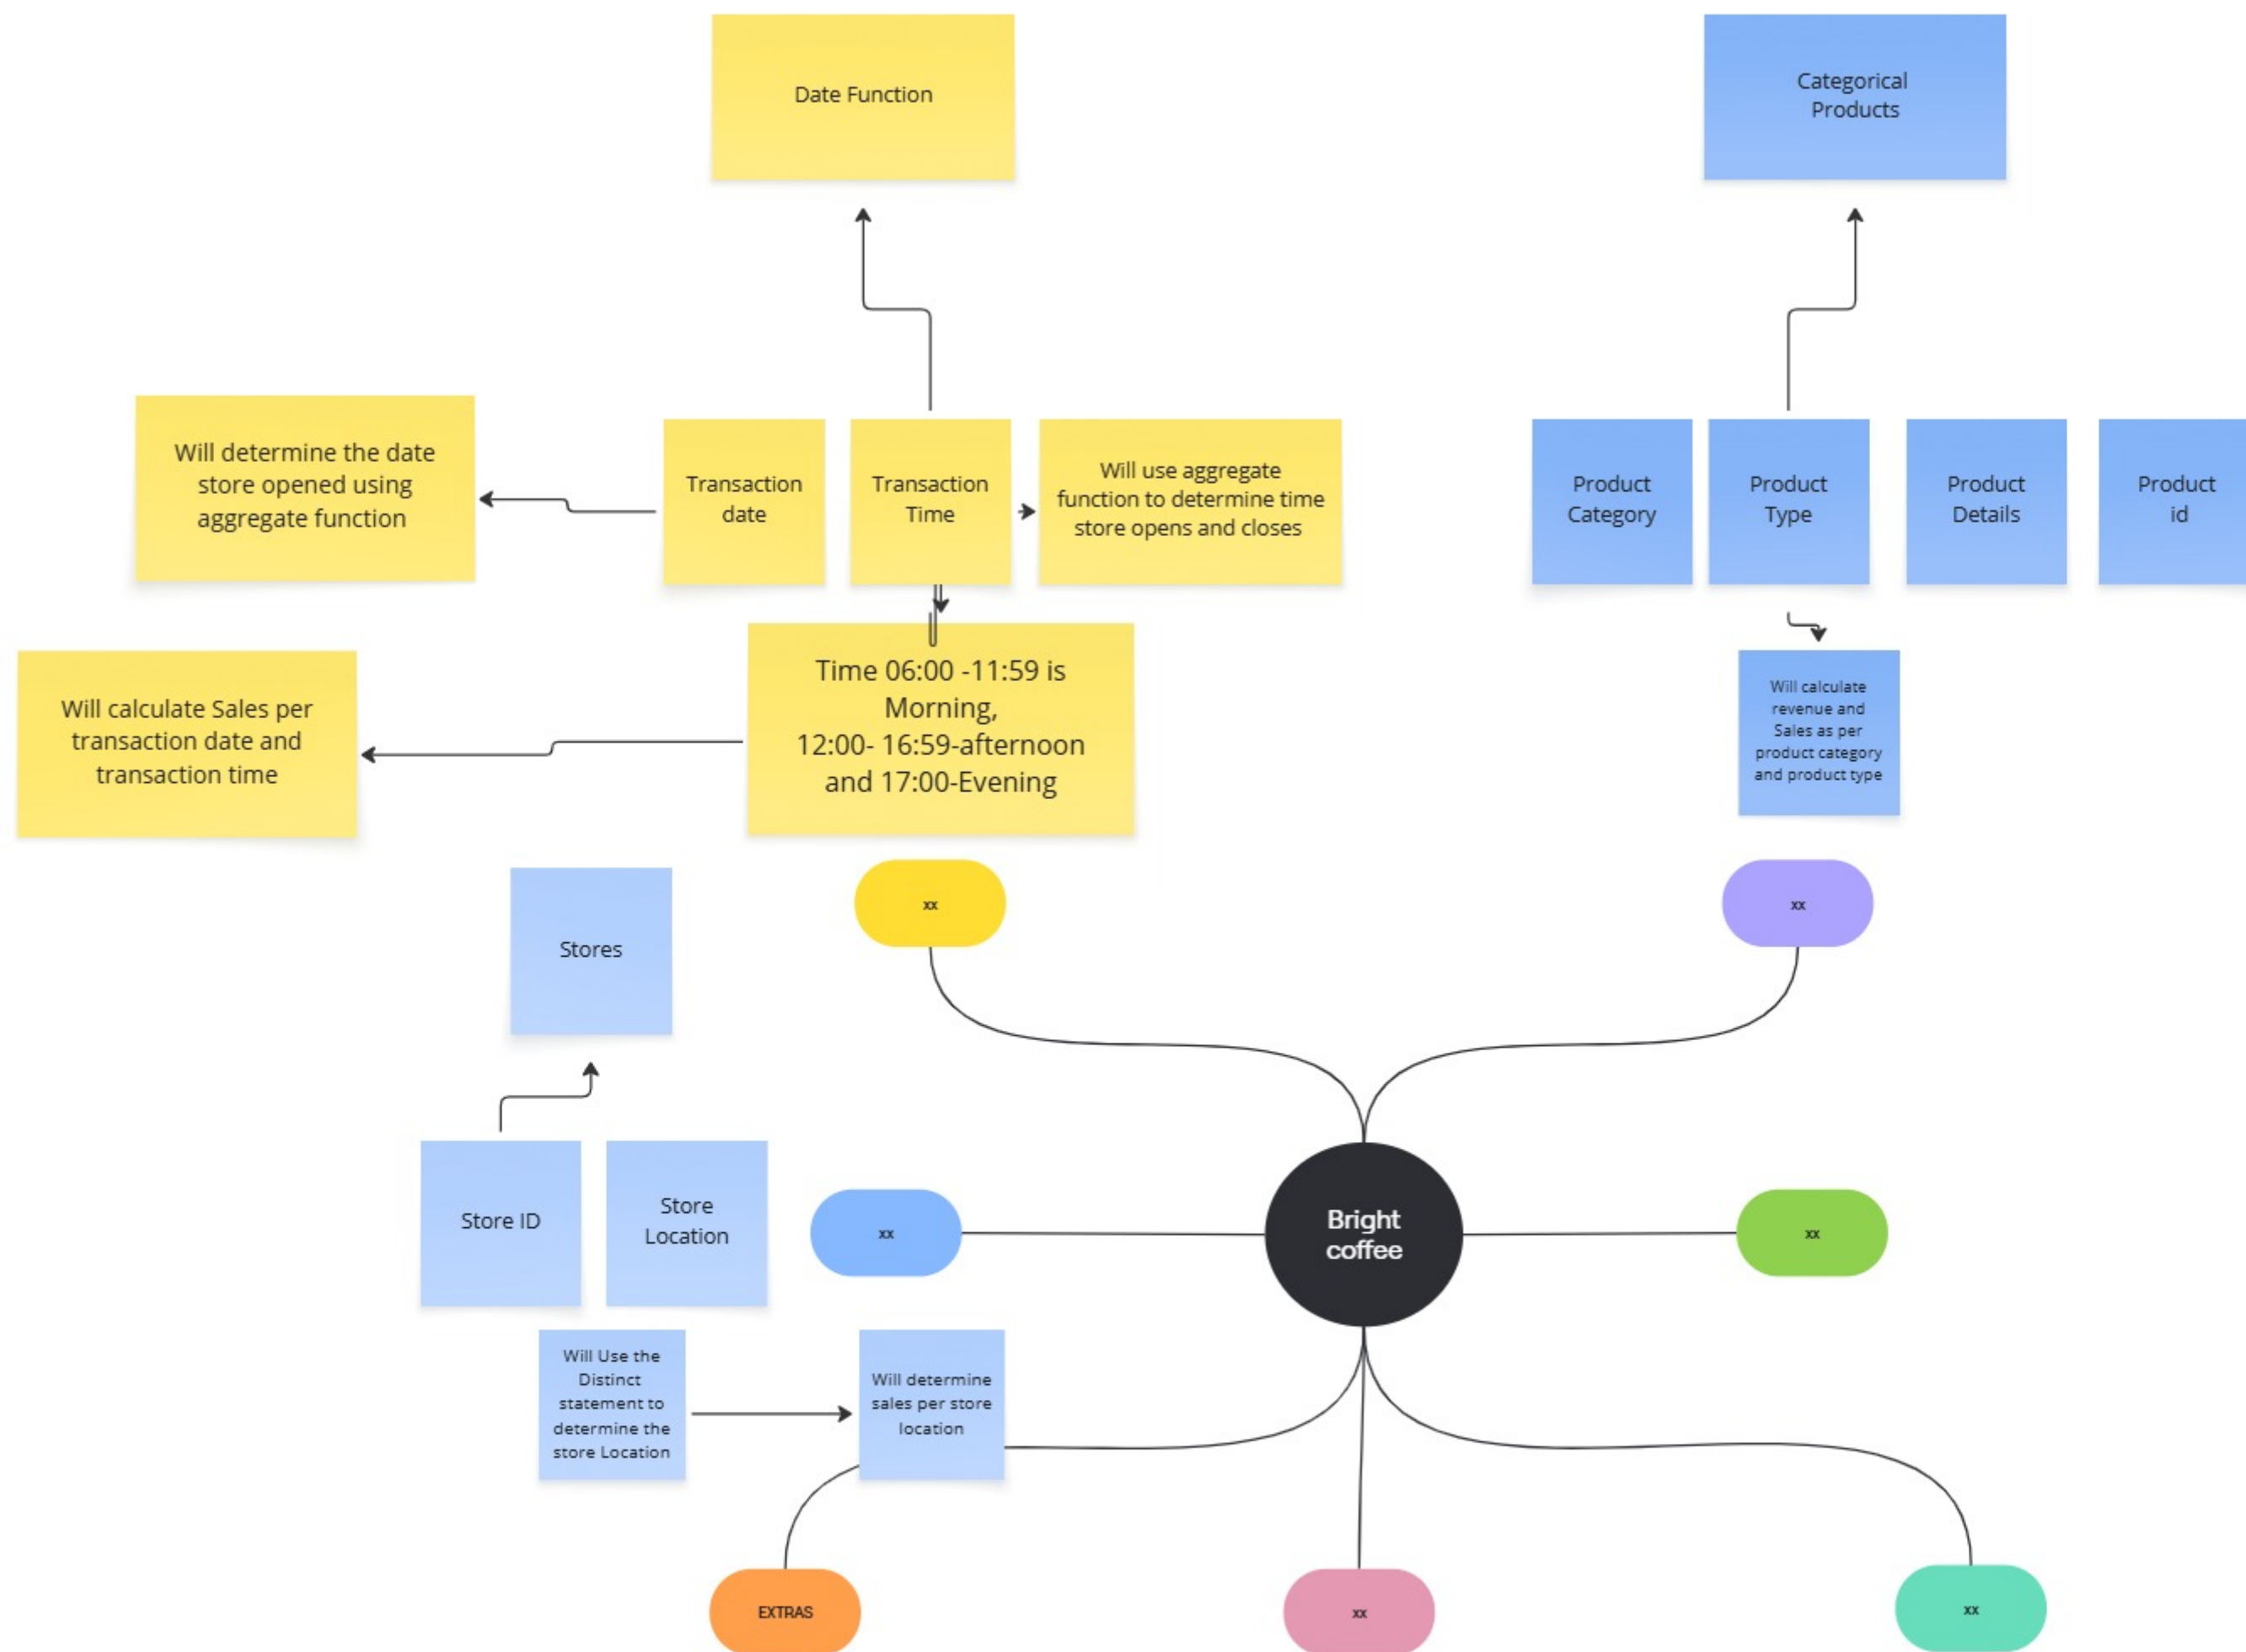 Date Function
Categorical
Products
Will determine the date
store opened using
aggregate function
Transaction
date
Transaction
Time
Will use aggregate
function to determine time
store opens and closes
Product
Category
Product
Type
Product
Details
Product
id
Will calculate Sales per
transaction date and
transaction time
Time 06:00 -11:59 is
Morning,
12:00- 16:59-afternoon
and 17:00-Evening
Will calculate
revenue and
Sales as per
product category
and product type
Stores
xx
xx
Store ID
Store
Location
xx
Bright
coffee
xx
Will Use the
Distinct
statement to
determine the
store Location
Will determine
sales per store
location
EXTRAS
xx
xx